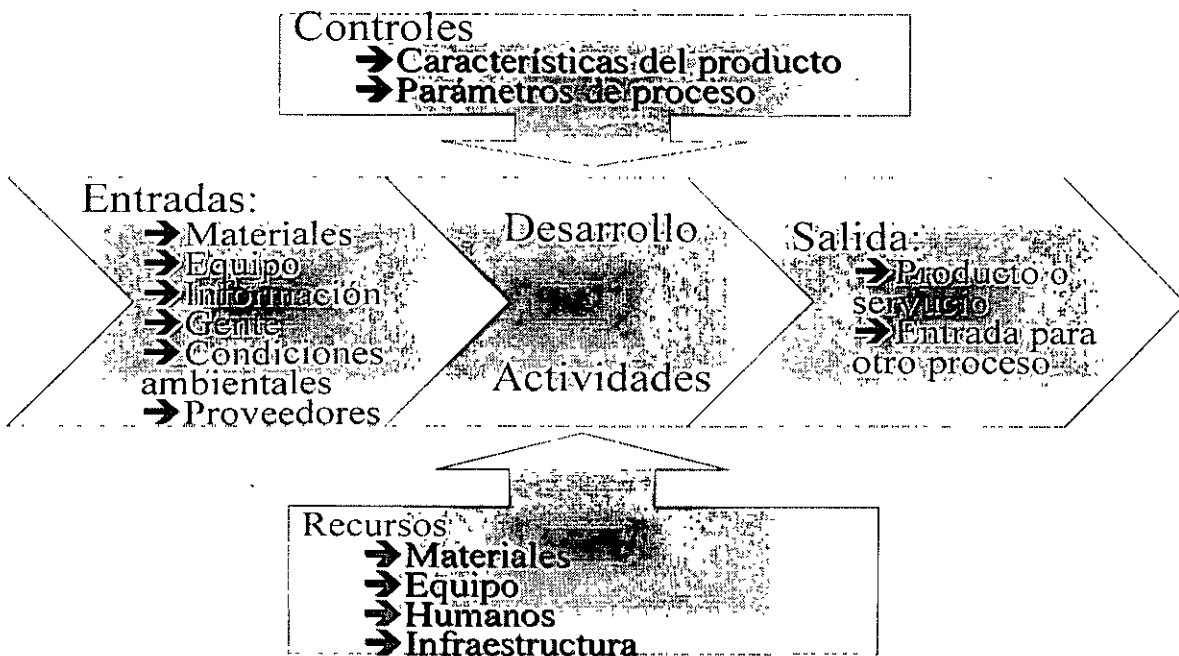 Controles
➔Características del producto
➔Parámetros de proceso
Entradas:
➔Materiales
➔Equipo
➔Información
➔Gente
➔Condiciones
ambientales
➔Proveedores
Desarrollo
Actividades
Salida:
➔Producto o
servyucio
➔Entrada para
otro proceso
Recursos
➔Materiales
➔Equipo
➔Humanos
➔Infraestructura